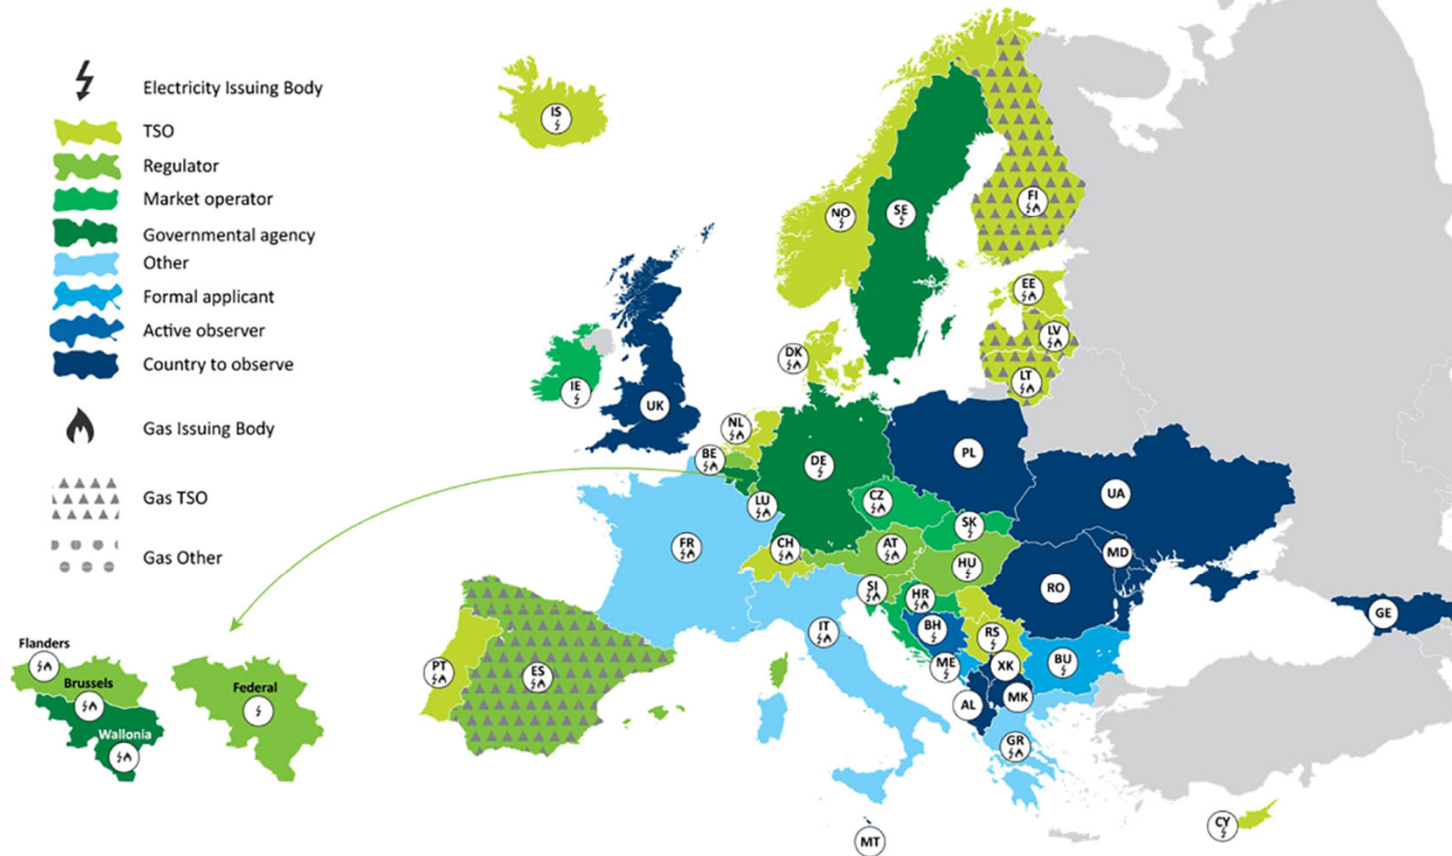 Electricity Issuing Body
TSO
Regulator
Market operator
Governmental agency
Other
Formal applicant
Active observer
Country to observe
Gas Issuing Body
Gas TSO
Gas Other
Flanders
Brussels
Wallonia
Federal
IS
NO
SE
FI
EE
LV
LT
DK
IE
UK
NL
BE
DE
PL
LU
CZ
UA
SK
FR
CH
AT
HU
MD
SI
HR
RO
GE
IT
BH
RS
PT
ES
ME
XK
BU
AL
MK
GR
CY
MT